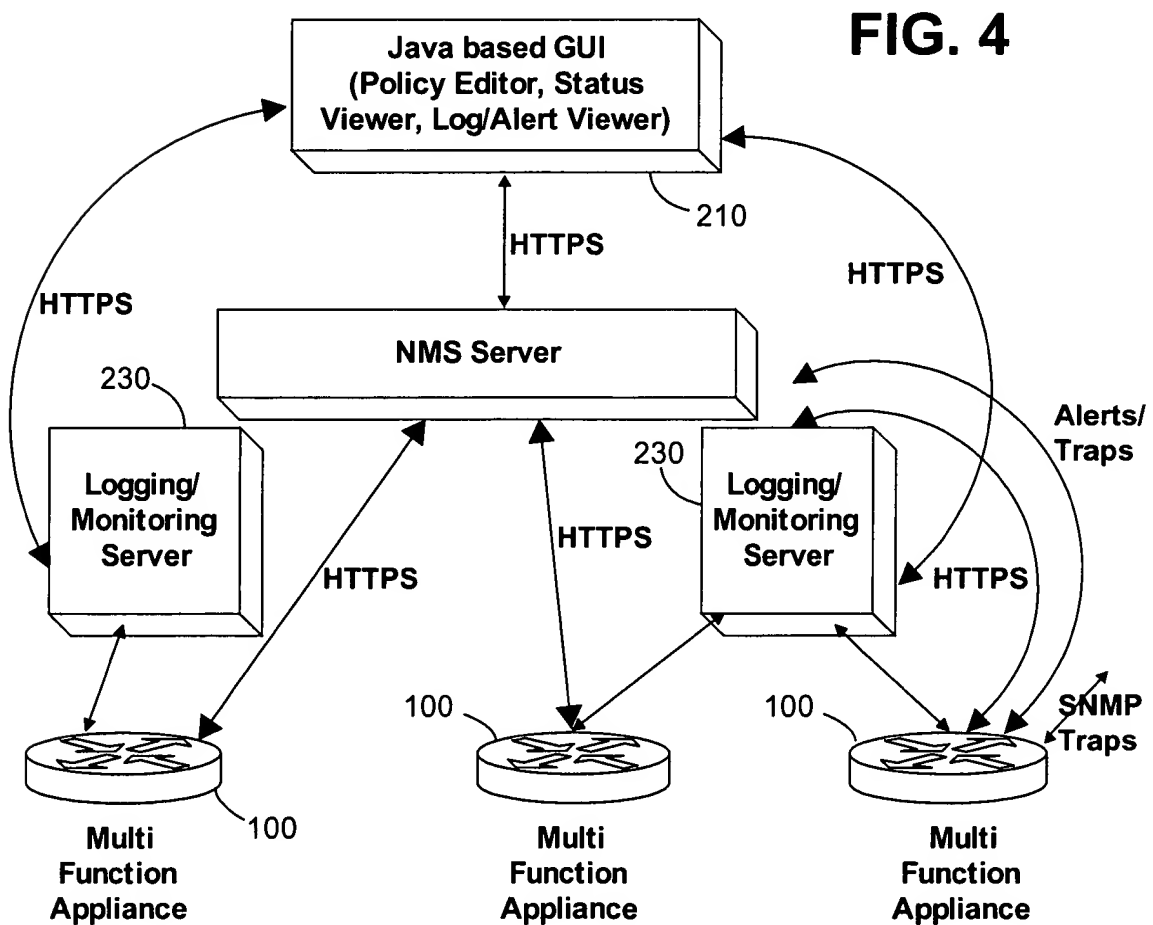 FIG. 4
Java based GUI
(Policy Editor, Status
Viewer, Log/Alert Viewer)
210
HTTPS
HTTPS
HTTPS
NMS Server
230
Alerts/
Traps
230
Logging/
Monitoring
Server
Logging/
Monitoring
Server
HTTPS
HTTPS
HTTPS
100
100
SNMP
Traps
100
Multi
Function
Appliance
Multi
Function
Appliance
Multi
Function
Appliance